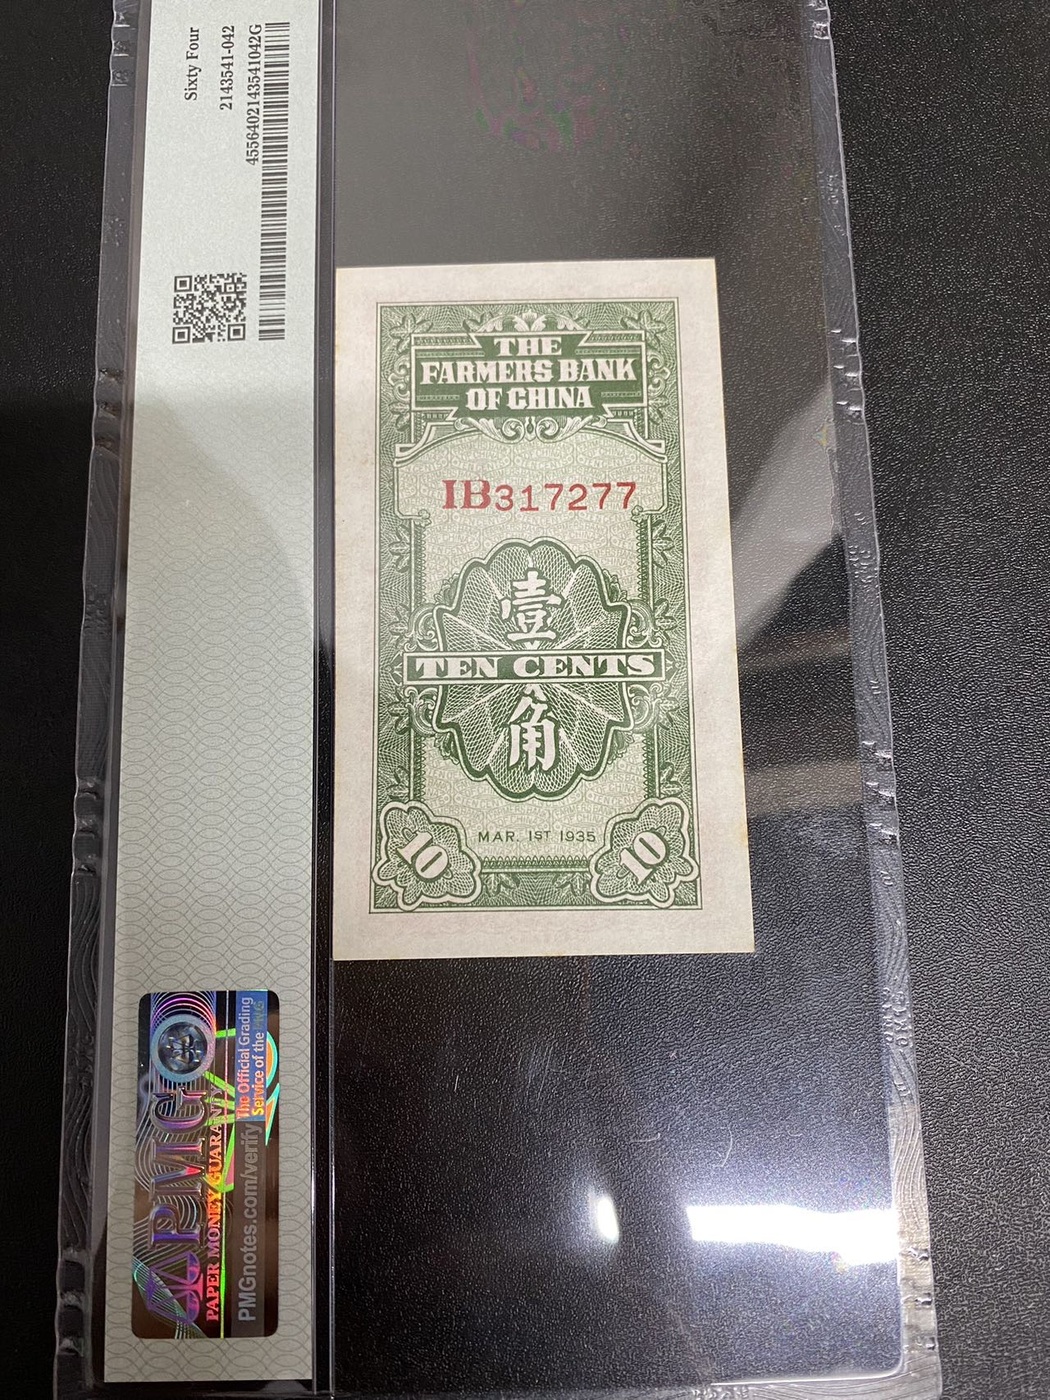 Sixty Four
2143541-042
4556402143541042G
THE
FARMERS BANK
OF CHINA
IB317277
壹
TEN CENTS
角
MAR. 1ST 1935
10
10
PMG
PAPER MONEY GUARANTY
The Official Grading
Service of the PNG
PMGnotes.com/verify